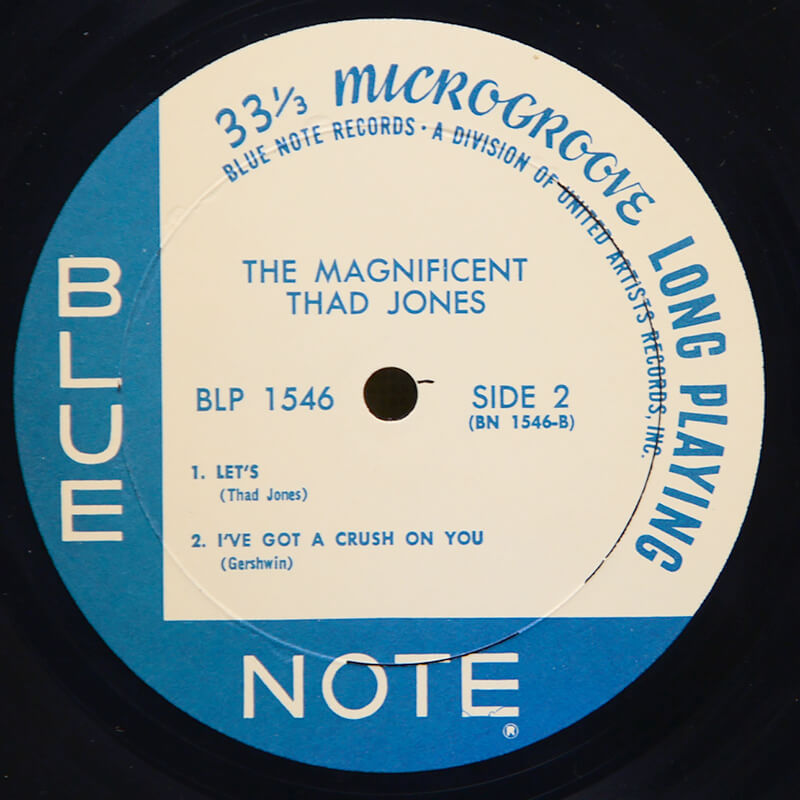 33⅓ MICROGROOVE LONG PLAYING
BLUE NOTE RECORDS · A DIVISION OF UNITED ARTISTS RECORDS, INC.
THE MAGNIFICENT
THAD JONES
BLP 1546
SIDE 2
(BN 1546-B)
1. LET'S
(Thad Jones)
2. I'VE GOT A CRUSH ON YOU
(Gershwin)
BLUE
NOTE
®